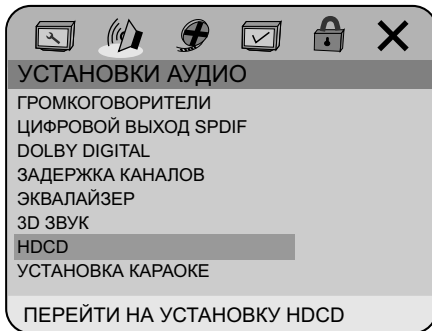 УСТАНОВКИ АУДИО
ГРОМКОГОВОРИТЕЛИ
ЦИФРОВОЙ ВЫХОД SPDIF
DOLBY DIGITAL
ЗАДЕРЖКА КАНАЛОВ
ЭКВАЛАЙЗЕР
3D ЗВУК
HDCD
УСТАНОВКА КАРАОКЕ
ПЕРЕЙТИ НА УСТАНОВКУ HDCD